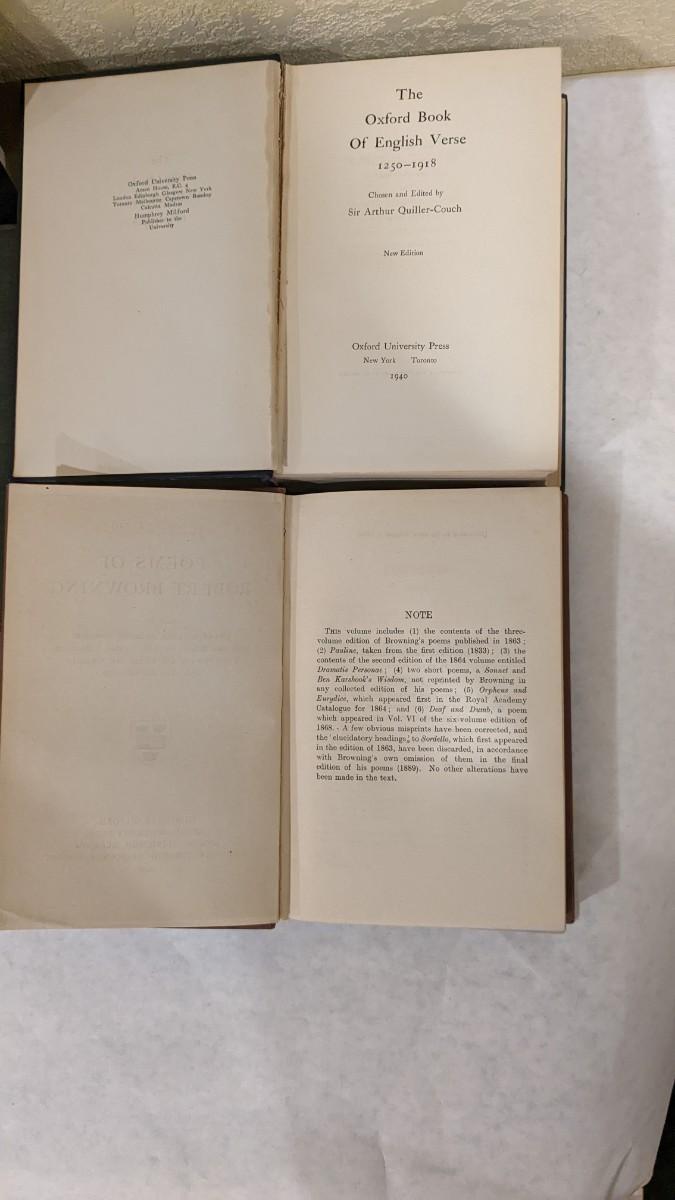 Oxford University Press
Amen House, E.C. 4
London Edinburgh Glasgow New York
Toronto Melbourne Capetown Bombay
Calcutta Madras
Humphrey Milford
Publisher to the
University
The
Oxford Book
Of English Verse
1250–1918
Chosen and Edited by
Sir Arthur Quiller-Couch
New Edition
Oxford University Press
New York Toronto
1940
POEMS OF
ROBERT BROWNING
NOTE
This volume includes (1) the contents of the three-
volume edition of Browning's poems published in 1863;
(2) Pauline, taken from the first edition (1833); (3) the
contents of the second edition of the 1864 volume entitled
Dramatis Personae; (4) two short poems, a Sonnet and
Ben Karshook's Wisdom, not reprinted by Browning in
any collected edition of his poems; (5) Orpheus and
Eurydice, which appeared first in the Royal Academy
Catalogue for 1864; and (6) Deaf and Dumb, a poem
which appeared in Vol. VI of the six-volume edition of
1868. A few obvious misprints have been corrected, and
the 'elucidatory headings' to Sordello, which first appeared
in the edition of 1863, have been discarded, in accordance
with Browning's own omission of them in the final
edition of his poems (1889). No other alterations have
been made in the text.